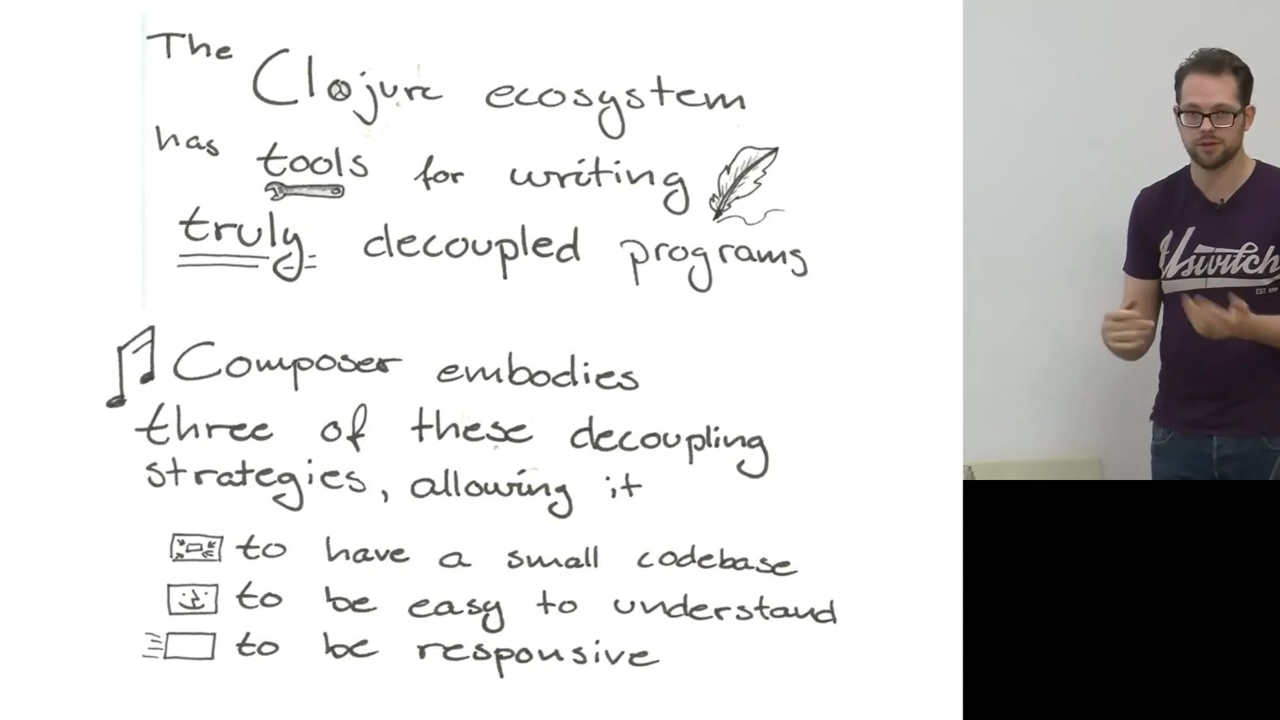 The
Clojure ecosystem
has tools for writing
truly decoupled programs
Composer embodies
three of these decoupling
strategies, allowing it
to have a small codebase
to be easy to understand
to be responsive
Uswitch